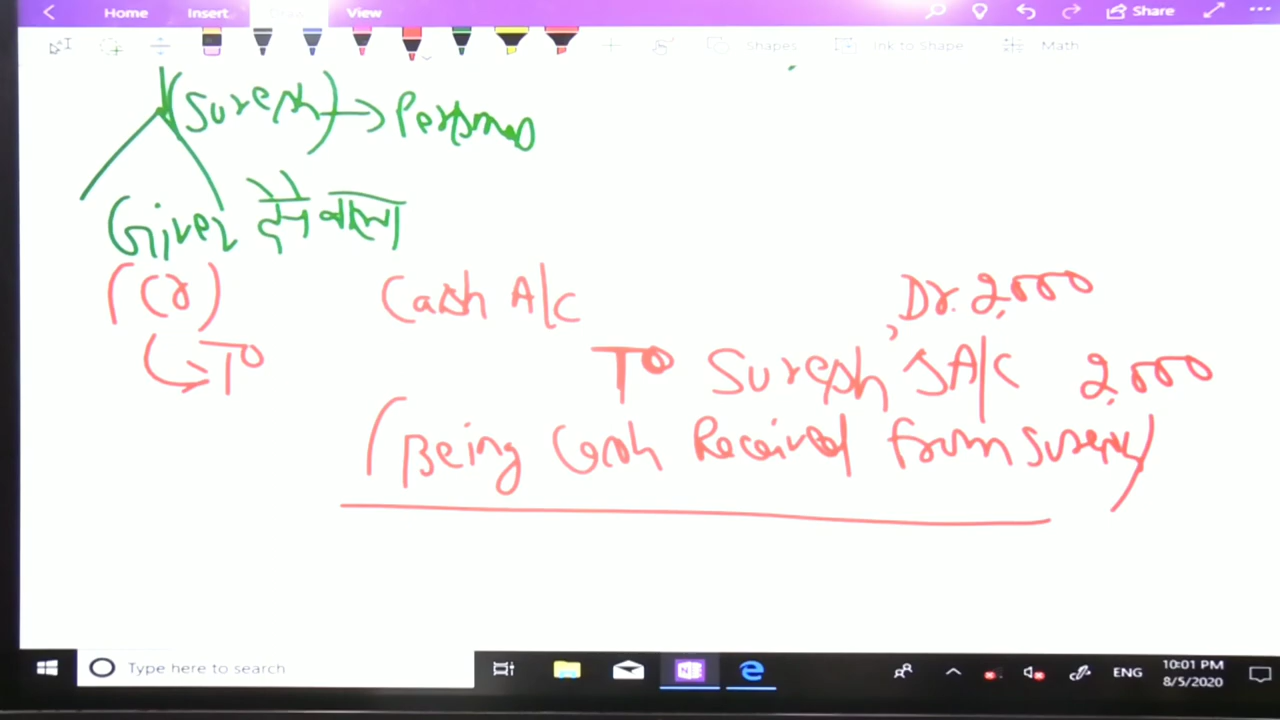 Home Insert Draw View Share
Shapes Ink to Shape Math
(Suresh) → Personal
Giver देने वाला
(Cr) Cash A/C Dr. 2,000
↳ To To Suresh's A/C 2,000
(Being Cash Received from Suresh)
Type here to search ENG 10:01 PM
8/5/2020